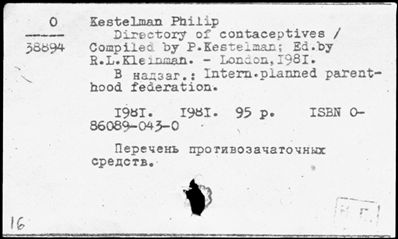 О
38894
Kestelman Philip
Directory of contaceptives /
Compiled by P.Kestelman; Ed.by
R.L.Kleinman. - London,1981.
В надзаг.: Intern.planned parent-
hood federation.
1981. 1981. 95 p. ISBN 0-
86089-043-0
Перечень противозачаточных
средств.
16